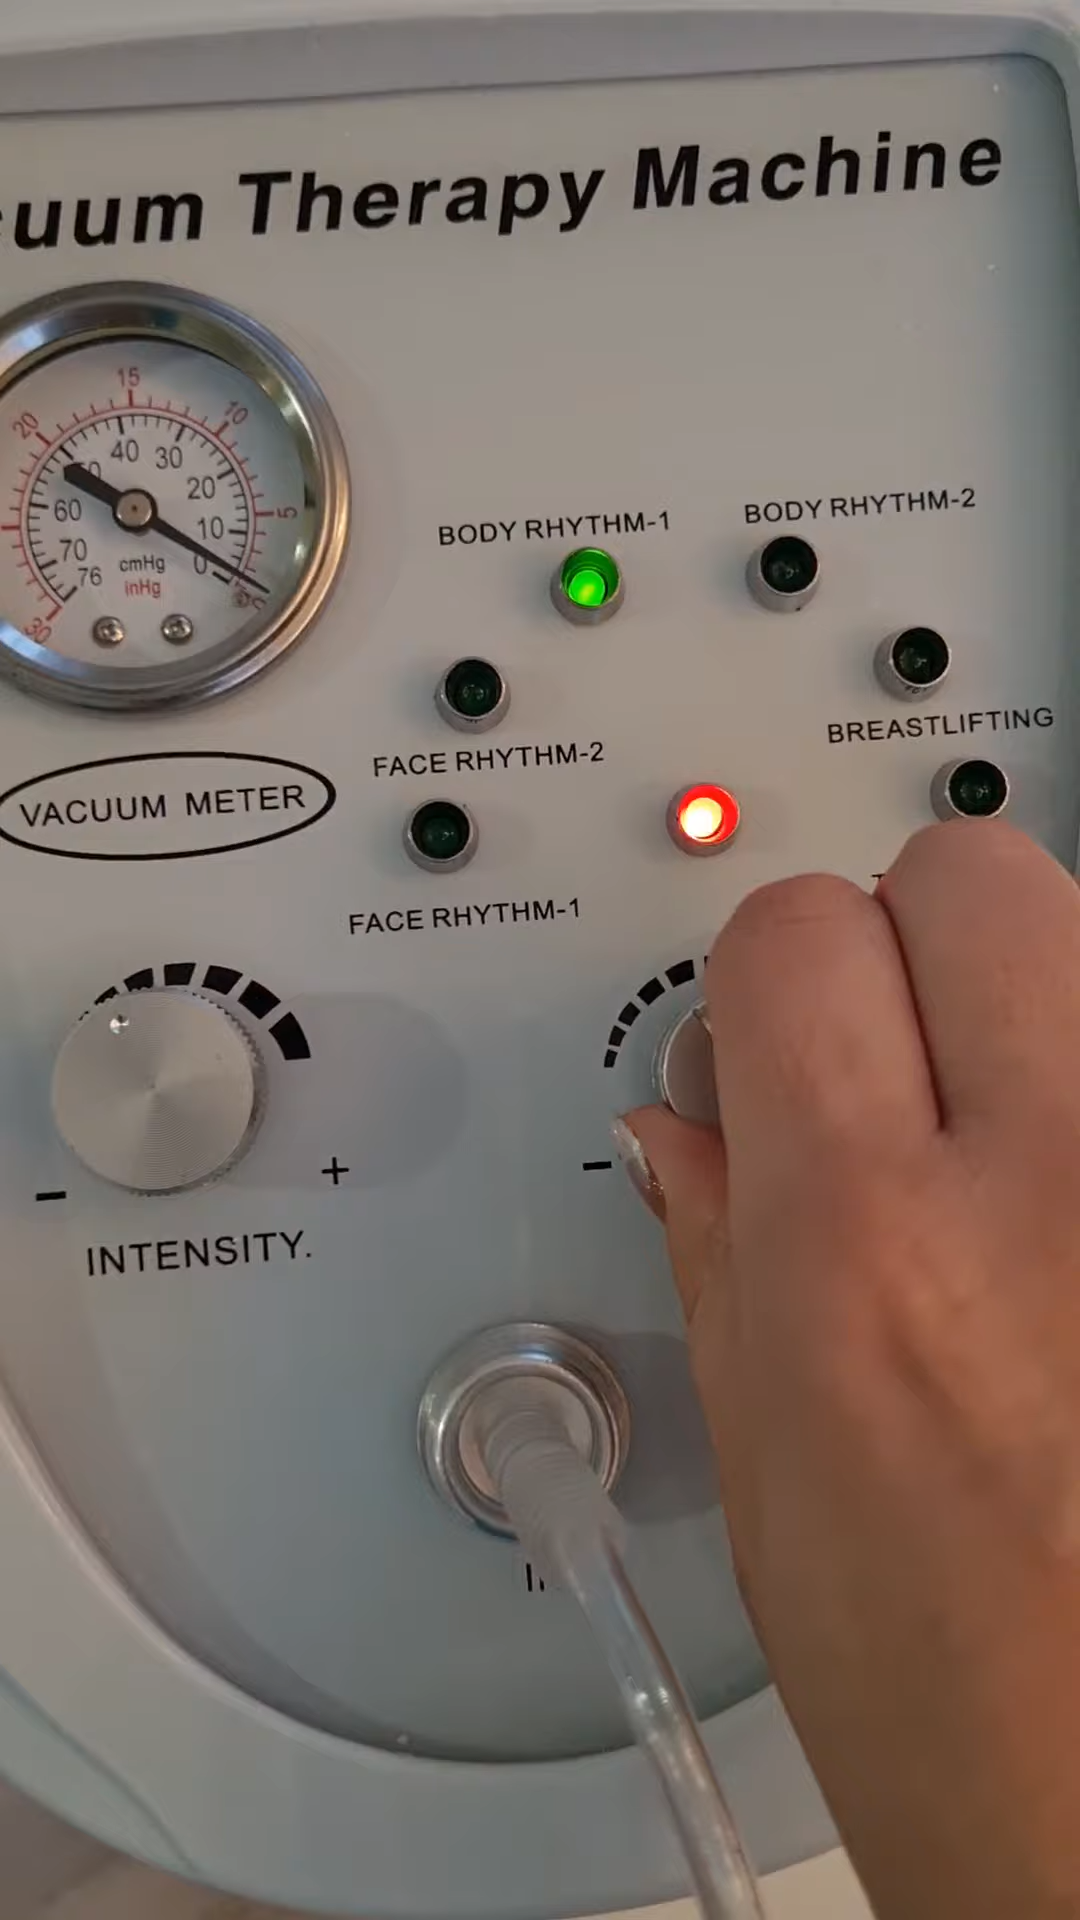 Therapy Machine
15
20
10
40
30
20
5
60
10
70
0
76
cmHg
inHg
30
BODY RHYTHM-1
BODY RHYTHM-2
FACE RHYTHM-2
BREASTLIFTING
VACUUM METER
FACE RHYTHM-1
-
+
-
INTENSITY.